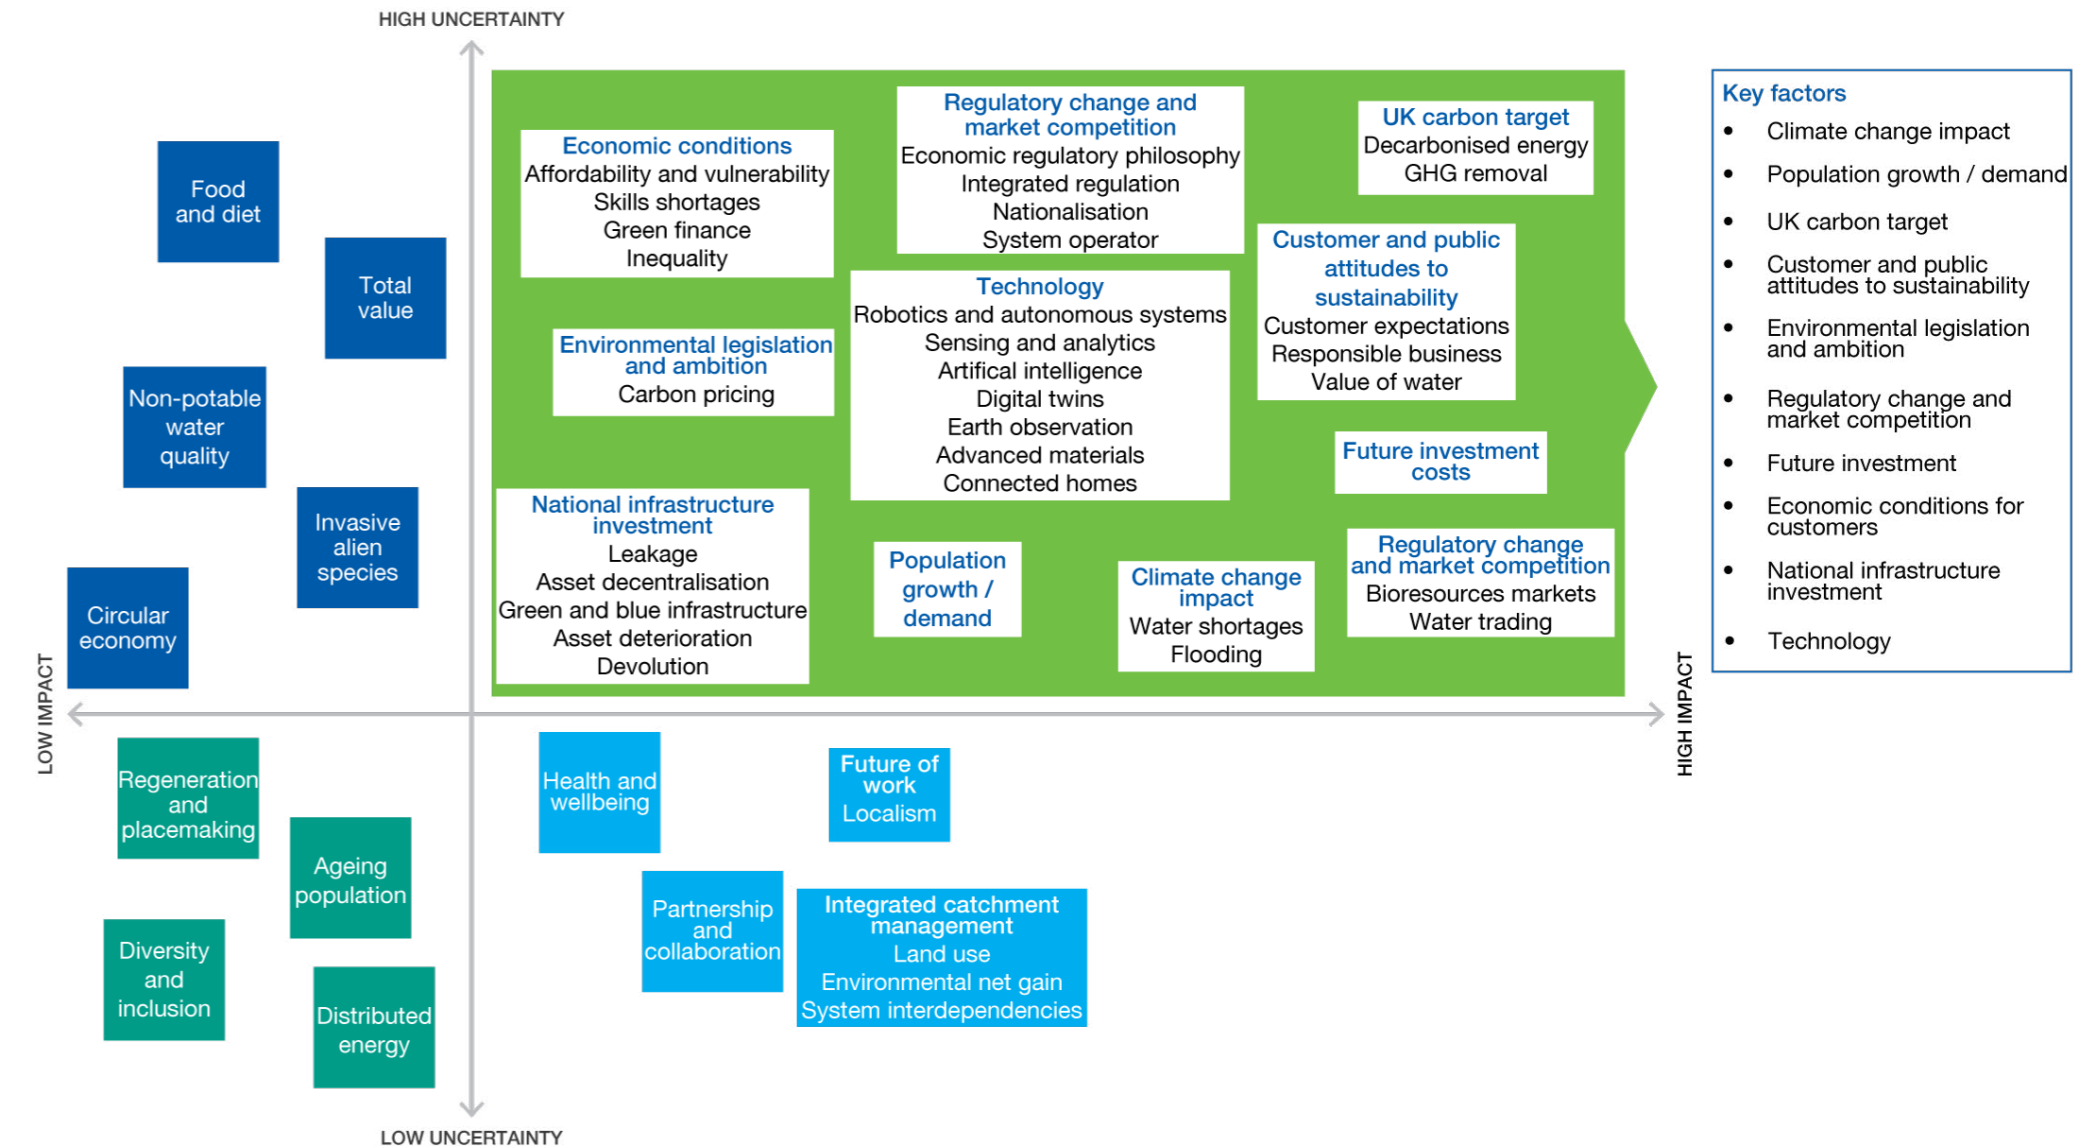 HIGH UNCERTAINTY
Food
and diet
Total
value
Non-potable
water
quality
Invasive
alien
species
Circular
economy
Economic conditions
Affordability and vulnerability
Skills shortages
Green finance
Inequality
Regulatory change and
market competition
Economic regulatory philosophy
Integrated regulation
Nationalisation
System operator
UK carbon target
Decarbonised energy
GHG removal
Customer and public
attitudes to
sustainability
Customer expectations
Responsible business
Value of water
Technology
Robotics and autonomous systems
Sensing and analytics
Artifical intelligence
Digital twins
Earth observation
Advanced materials
Connected homes
Environmental legislation
and ambition
Carbon pricing
Future investment
costs
National infrastructure
investment
Leakage
Asset decentralisation
Green and blue infrastructure
Asset deterioration
Devolution
Population
growth /
demand
Climate change
impact
Water shortages
Flooding
Regulatory change
and market competition
Bioresources markets
Water trading
Key factors
• Climate change impact
• Population growth / demand
• UK carbon target
• Customer and public
attitudes to sustainability
• Environmental legislation
and ambition
• Regulatory change and
market competition
• Future investment
• Economic conditions for
customers
• National infrastructure
investment
• Technology
LOW IMPACT
HIGH IMPACT
Regeneration
and
placemaking
Ageing
population
Diversity
and
inclusion
Distributed
energy
Health and
wellbeing
Future of
work
Localism
Partnership
and
collaboration
Integrated catchment
management
Land use
Environmental net gain
System interdependencies
LOW UNCERTAINTY